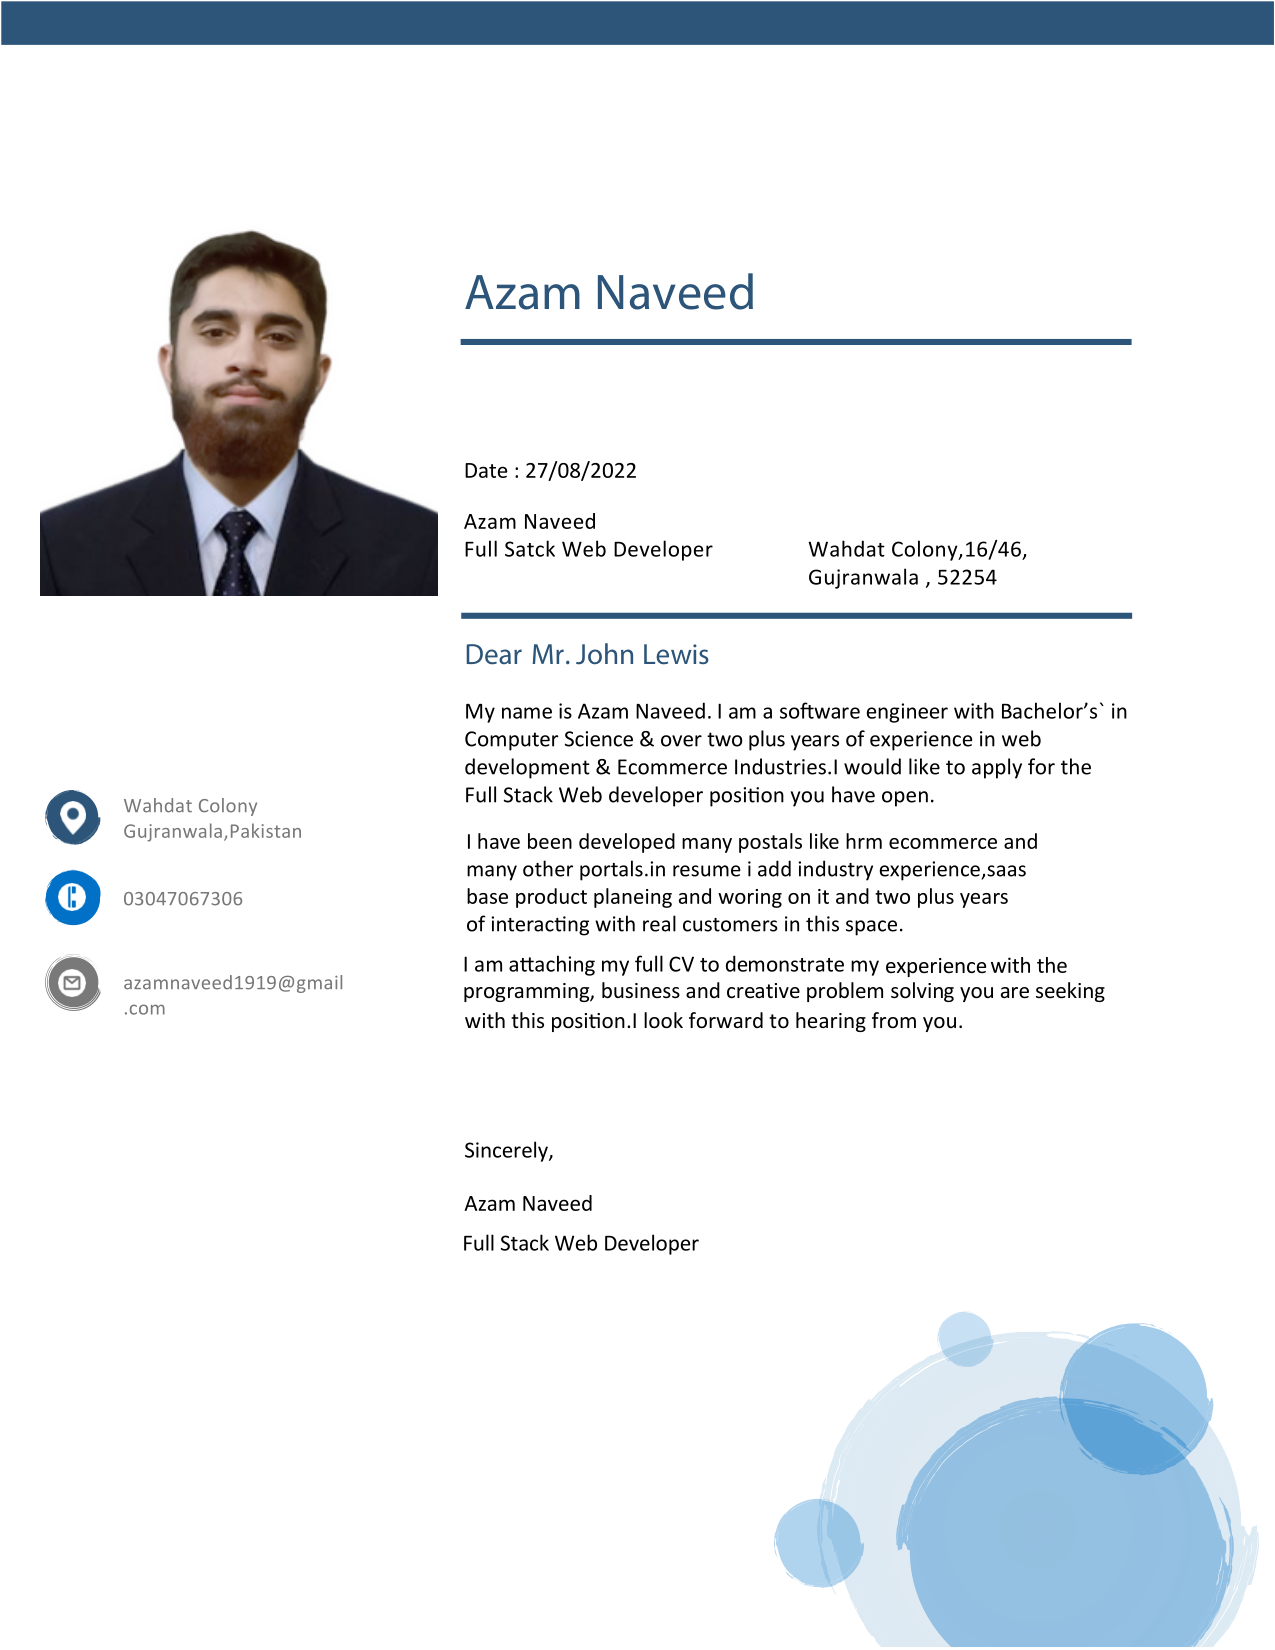 Azam Naveed
Date : 27/08/2022
Azam Naveed
Full Satck Web Developer
Wahdat Colony,16/46,
Gujranwala , 52254
Dear Mr. John Lewis
My name is Azam Naveed. I am a software engineer with Bachelor’s` in
Computer Science & over two plus years of experience in web
development & Ecommerce Industries.I would like to apply for the
Full Stack Web developer position you have open.
I have been developed many postals like hrm ecommerce and
many other portals.in resume i add industry experience,saas
base product planeing and woring on it and two plus years
of interacting with real customers in this space.
I am attaching my full CV to demonstrate my experience with the
programming, business and creative problem solving you are seeking
with this position.I look forward to hearing from you.
Sincerely,
Azam Naveed
Full Stack Web Developer
Wahdat Colony
Gujranwala,Pakistan
03047067306
azamnaveed1919@gmail
.com